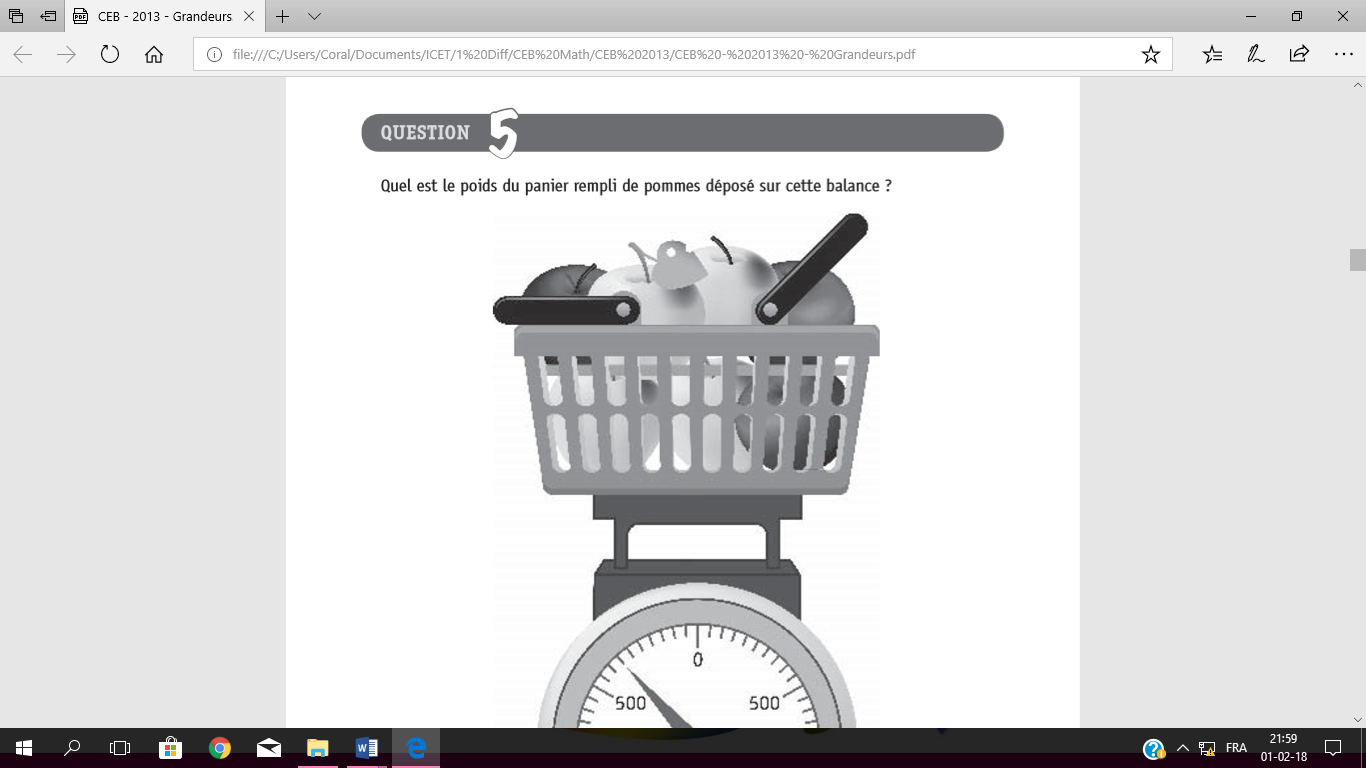 CEB - 2013 - Grandeurs
file:///C:/Users/Coral/Documents/ICET/1%20Diff/CEB%20Math/CEB%202013/CEB%20-%202013%20-%20Grandeurs.pdf
QUESTION 5
Quel est le poids du panier rempli de pommes déposé sur cette balance ?
0
500 500
FRA
21:59
01-02-18